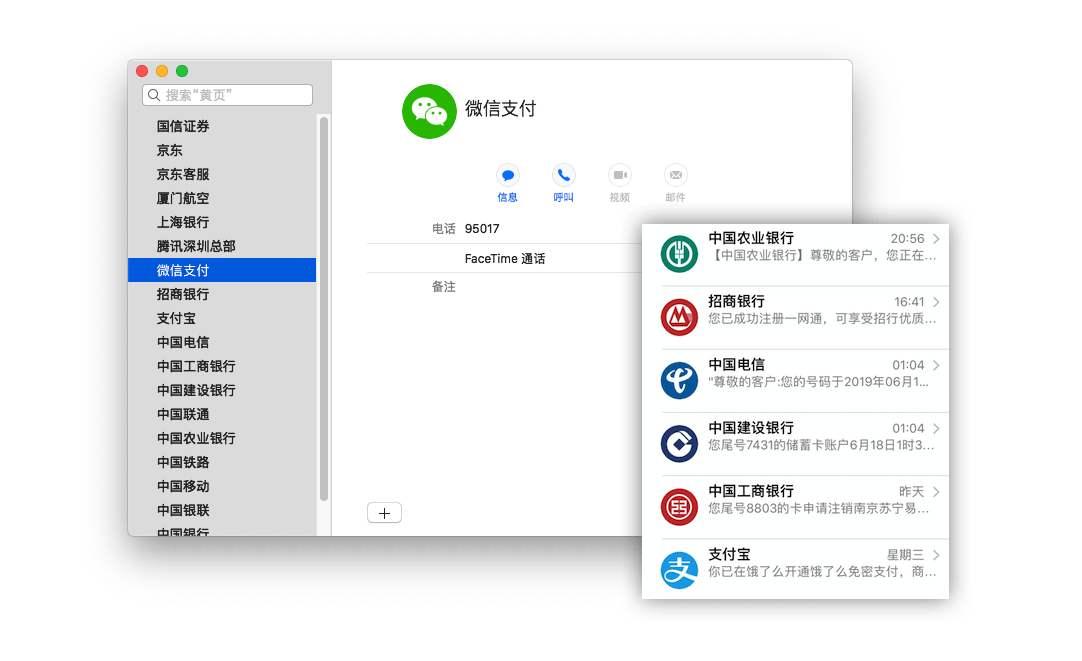 搜索“黄页”
国信证券
京东
京东客服
厦门航空
上海银行
腾讯深圳总部
微信支付
招商银行
支付宝
中国电信
中国工商银行
中国建设银行
中国联通
中国农业银行
中国铁路
中国移动
中国银联
中国银行
微信支付
信息 呼叫 视频 邮件
电话 95017
FaceTime 通话
备注
中国农业银行 20:56
【中国农业银行】尊敬的客户，您正在...
招商银行 16:41
您已成功注册一网通，可享受招行优质...
中国电信 01:04
"尊敬的客户:您的号码于2019年06月1...
中国建设银行 01:04
您尾号7431的储蓄卡账户6月18日1时3...
中国工商银行 昨天
您尾号8803的卡申请注销南京苏宁易...
支付宝 星期三
你已在饿了么开通饿了么免密支付，商...